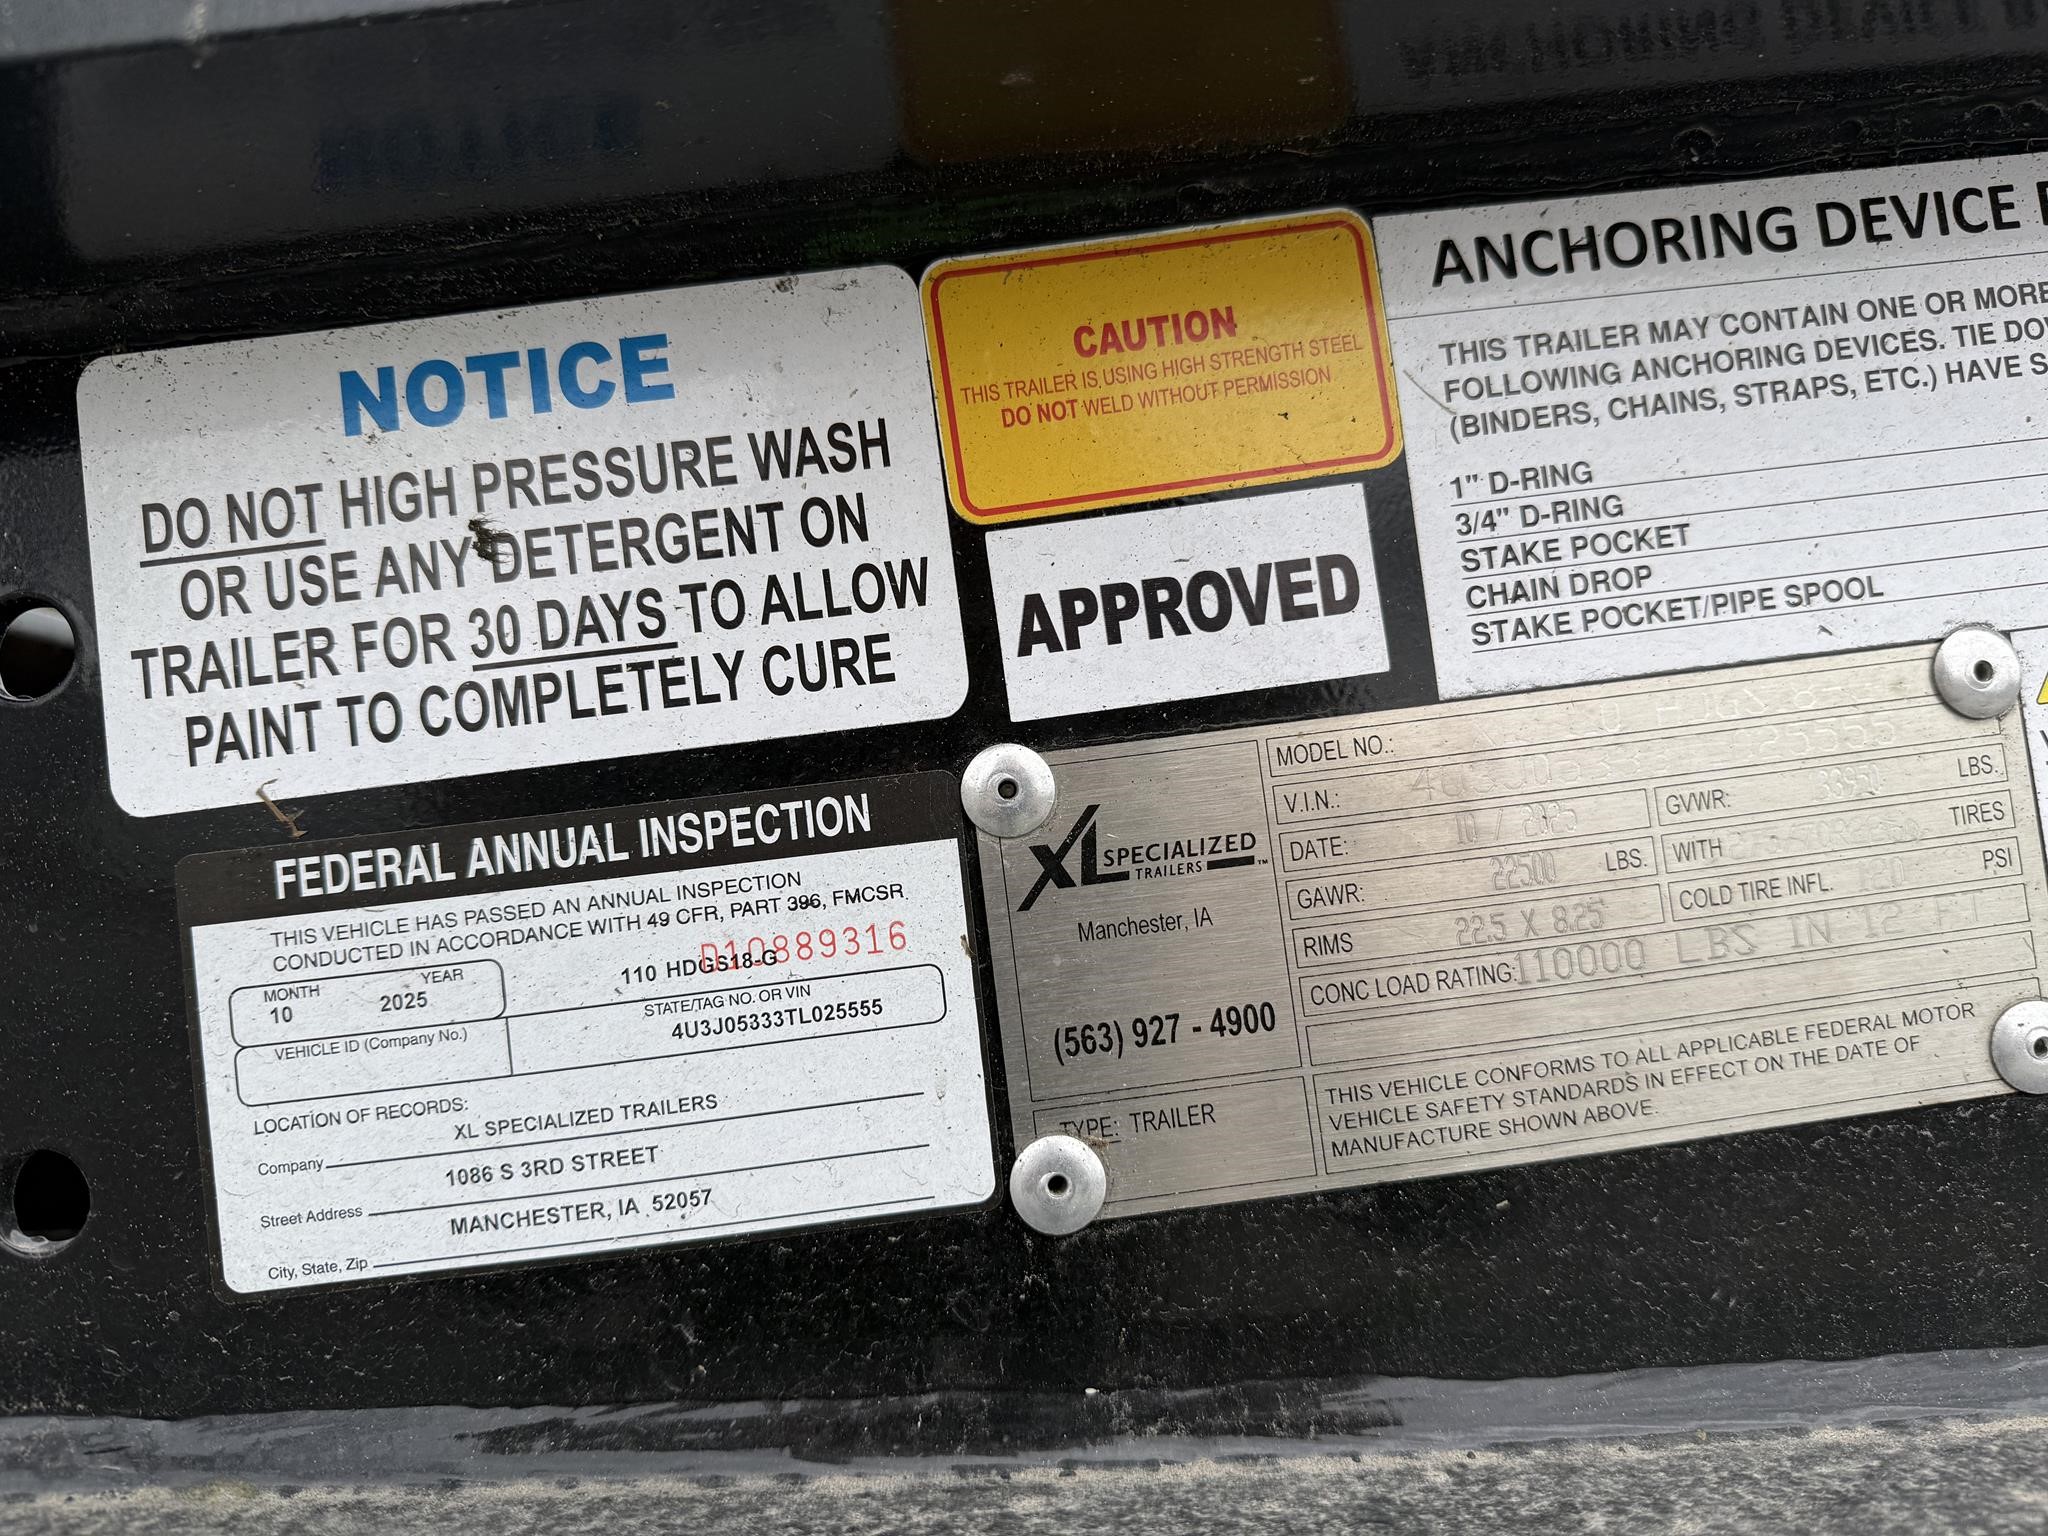 NOTICE
DO NOT HIGH PRESSURE WASH
OR USE ANY DETERGENT ON
TRAILER FOR 30 DAYS TO ALLOW
PAINT TO COMPLETELY CURE
CAUTION
THIS TRAILER IS USING HIGH STRENGTH STEEL
DO NOT WELD WITHOUT PERMISSION
APPROVED
ANCHORING DEVICE
THIS TRAILER MAY CONTAIN ONE OR MORE
FOLLOWING ANCHORING DEVICES. TIE
(BINDERS, CHAINS, STRAPS, ETC.) HAVE
1" D-RING
3/4" D-RING
STAKE POCKET
CHAIN DROP
STAKE POCKET/PIPE SPOOL
FEDERAL ANNUAL INSPECTION
THIS VEHICLE HAS PASSED AN ANNUAL INSPECTION
CONDUCTED IN ACCORDANCE WITH 49 CFR, PART 396, FMCSR
D10889316
110 HDGS18-G
MONTH YEAR
10 2025
STATE/TAG NO. OR VIN
4U3J05333TL025555
VEHICLE ID (Company No.)
LOCATION OF RECORDS:
XL SPECIALIZED TRAILERS
Company
1086 S 3RD STREET
Street Address
MANCHESTER, IA 52057
City, State, Zip
XL SPECIALIZED
TRAILERS™
Manchester, IA
(563) 927 - 4900
TYPE: TRAILER
MODEL NO.:
V.I.N.:
DATE: 10 / 2025
GVWR: LBS.
GAWR: 22500 LBS.
WITH TIRES
RIMS 22.5 X 8.25
COLD TIRE INFL. PSI
CONC LOAD RATING: 110000 LBS IN 12 FT
THIS VEHICLE CONFORMS TO ALL APPLICABLE FEDERAL MOTOR
VEHICLE SAFETY STANDARDS IN EFFECT ON THE DATE OF
MANUFACTURE SHOWN ABOVE.